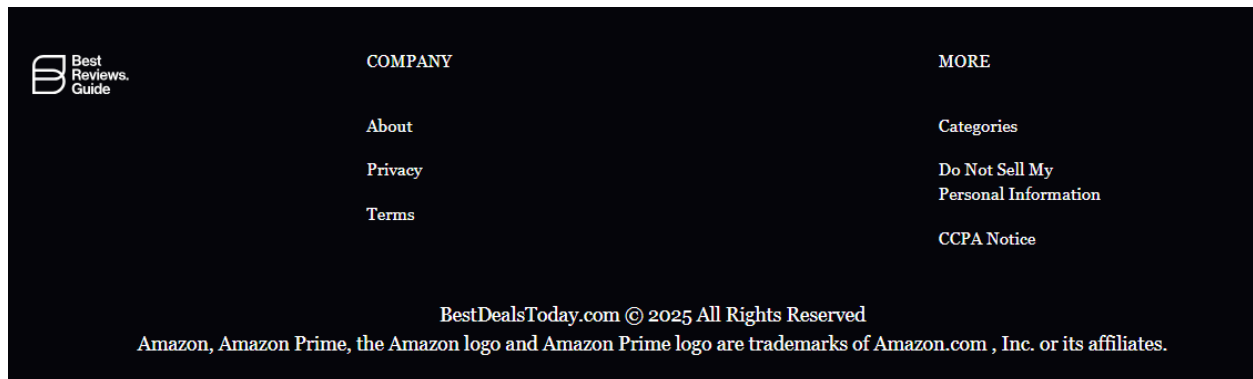 Best
Reviews.
Guide
COMPANY
About
Privacy
Terms
MORE
Categories
Do Not Sell My
Personal Information
CCPA Notice
BestDealsToday.com © 2025 All Rights Reserved
Amazon, Amazon Prime, the Amazon logo and Amazon Prime logo are trademarks of Amazon.com , Inc. or its affiliates.